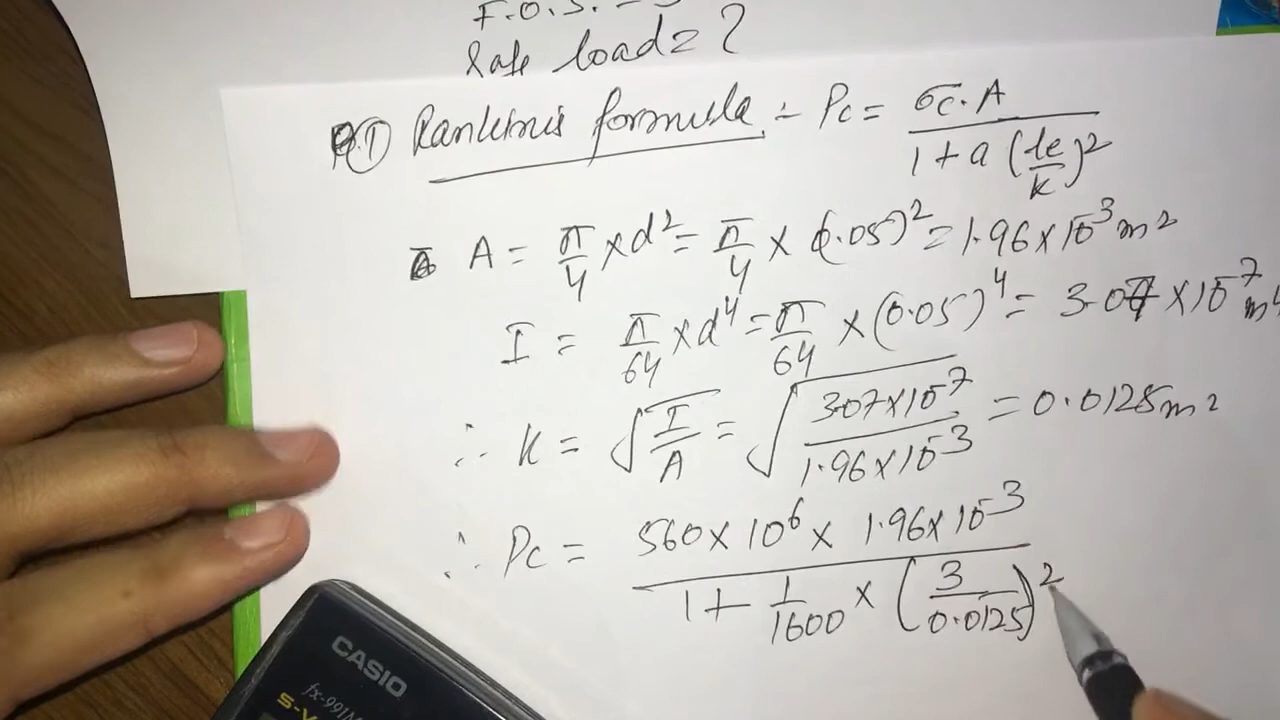 F.O.S. = 3
Safe load = ?
① Rankin's formula :- Pc = σc. A / 1 + a (le/k)²
A = π/4 × d² = π/4 × (0.05)² = 1.96 × 10⁻³ m²
I = π/64 × d⁴ = π/64 × (0.05)⁴ = 3.07 × 10⁻⁷ m⁴
∴ K = √(I/A) = √(3.07×10⁻⁷ / 1.96×10⁻³) = 0.0125 m²
∴ Pc = 560 × 10⁶ × 1.96 × 10⁻³ / 1 + 1/1600 × (3/0.0125)²
CASIO
fx-991M
S-V